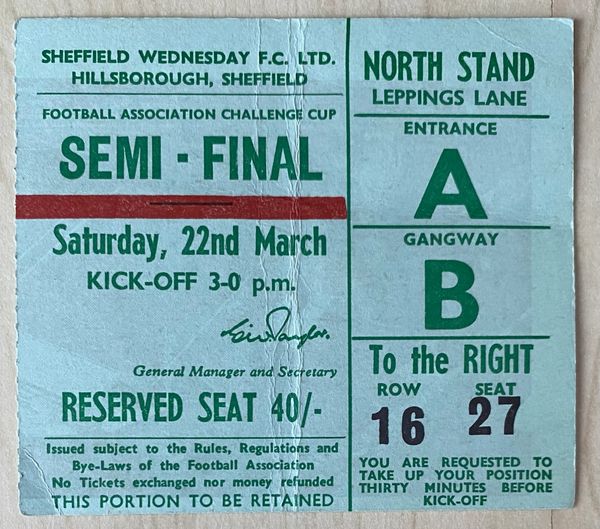 SHEFFIELD WEDNESDAY F.C. LTD.
HILLSBOROUGH, SHEFFIELD
FOOTBALL ASSOCIATION CHALLENGE CUP
SEMI - FINAL
Saturday, 22nd March
KICK-OFF 3-0 p.m.
General Manager and Secretary
RESERVED SEAT 40/-
Issued subject to the Rules, Regulations and
Bye-Laws of the Football Association
No Tickets exchanged nor money refunded
THIS PORTION TO BE RETAINED
NORTH STAND
LEPPINGS LANE
ENTRANCE
A
GANGWAY
B
To the RIGHT
ROW SEAT
16 27
YOU ARE REQUESTED TO
TAKE UP YOUR POSITION
THIRTY MINUTES BEFORE
KICK-OFF